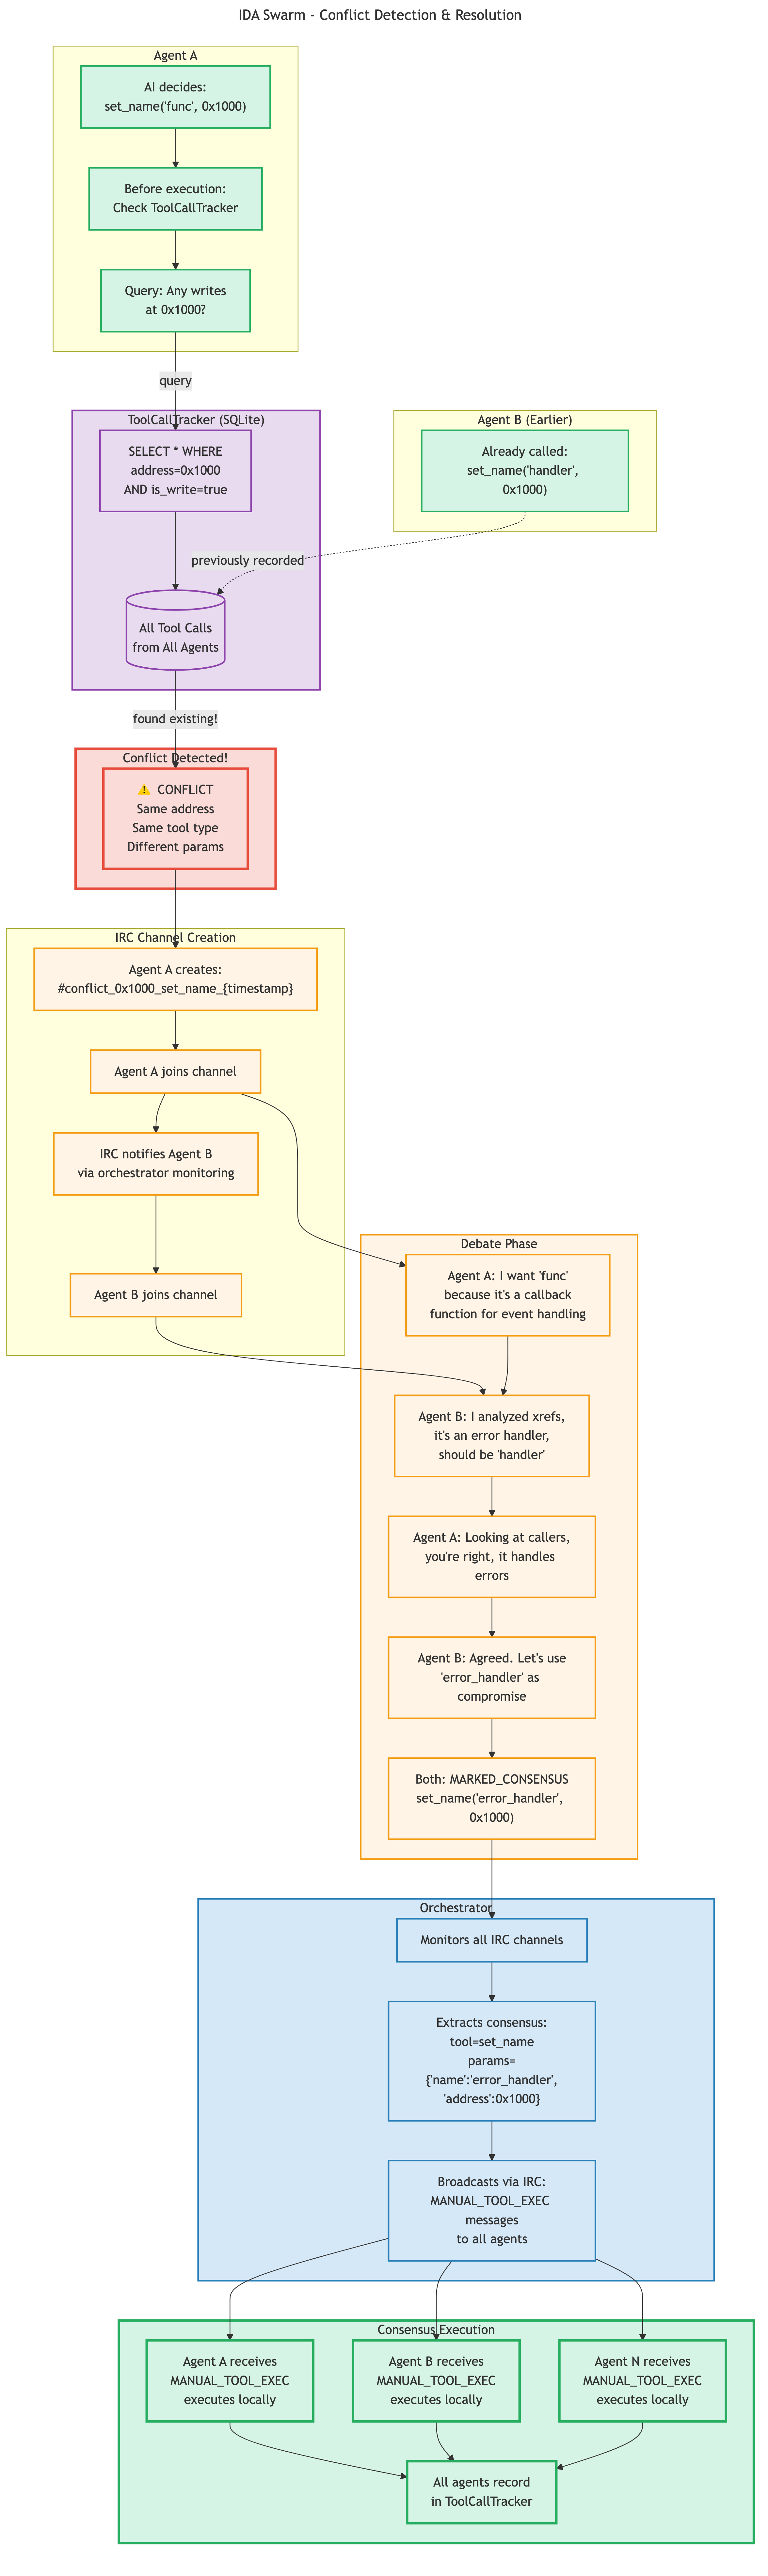 IDA Swarm - Conflict Detection & Resolution
Agent A
AI decides:
set_name('func', 0x1000)
Before execution:
Check ToolCallTracker
Query: Any writes
at 0x1000?
query
ToolCallTracker (SQLite)
SELECT * WHERE
address=0x1000
AND is_write=true
Agent B (Earlier)
Already called:
set_name('handler',
0x1000)
previously recorded
All Tool Calls
from All Agents
found existing!
Conflict Detected!
⚠️ CONFLICT
Same address
Same tool type
Different params
IRC Channel Creation
Agent A creates:
#conflict_0x1000_set_name_{timestamp}
Agent A joins channel
IRC notifies Agent B
via orchestrator monitoring
Agent B joins channel
Debate Phase
Agent A: I want 'func'
because it's a callback
function for event handling
Agent B: I analyzed xrefs,
it's an error handler,
should be 'handler'
Agent A: Looking at callers,
you're right, it handles
errors
Agent B: Agreed. Let's use
'error_handler' as
compromise
Both: MARKED_CONSENSUS
set_name('error_handler',
0x1000)
Orchestrator
Monitors all IRC channels
Extracts consensus:
tool=set_name
params=
{'name':'error_handler',
'address':0x1000}
Broadcasts via IRC:
MANUAL_TOOL_EXEC
messages
to all agents
Consensus Execution
Agent A receives
MANUAL_TOOL_EXEC
executes locally
Agent B receives
MANUAL_TOOL_EXEC
executes locally
Agent N receives
MANUAL_TOOL_EXEC
executes locally
All agents record
in ToolCallTracker